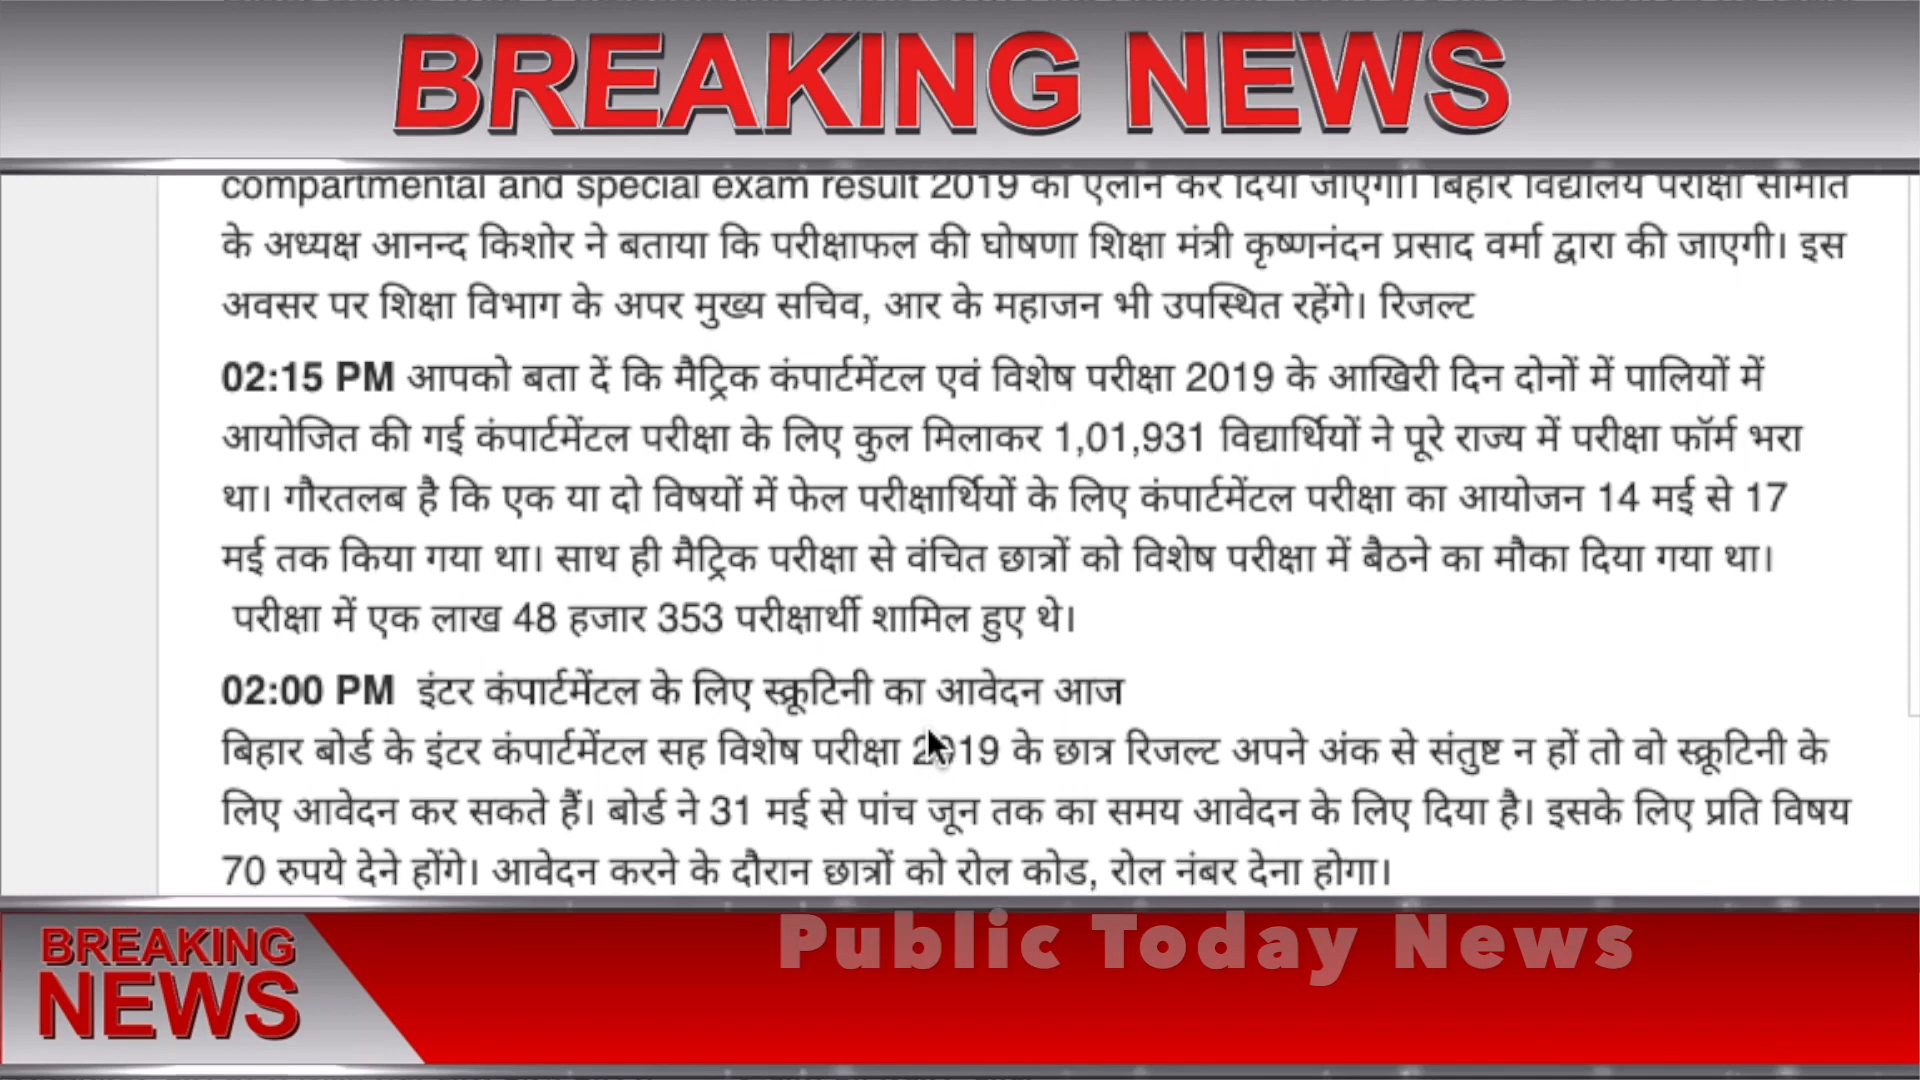 BREAKING NEWS
compartmental and special exam result 2019 का एलान कर दिया जाएगा। बिहार विद्यालय परीक्षा समिति
के अध्यक्ष आनन्द किशोर ने बताया कि परीक्षाफल की घोषणा शिक्षा मंत्री कृष्णनंदन प्रसाद वर्मा द्वारा की जाएगी। इस
अवसर पर शिक्षा विभाग के अपर मुख्य सचिव, आर के महाजन भी उपस्थित रहेंगे। रिजल्ट
02:15 PM आपको बता दें कि मैट्रिक कंपार्टमेंटल एवं विशेष परीक्षा 2019 के आखिरी दिन दोनों में पालियों में
आयोजित की गई कंपार्टमेंटल परीक्षा के लिए कुल मिलाकर 1,01,931 विद्यार्थियों ने पूरे राज्य में परीक्षा फॉर्म भरा
था। गौरतलब है कि एक या दो विषयों में फेल परीक्षार्थियों के लिए कंपार्टमेंटल परीक्षा का आयोजन 14 मई से 17
मई तक किया गया था। साथ ही मैट्रिक परीक्षा से वंचित छात्रों को विशेष परीक्षा में बैठने का मौका दिया गया था।
परीक्षा में एक लाख 48 हजार 353 परीक्षार्थी शामिल हुए थे।
02:00 PM इंटर कंपार्टमेंटल के लिए स्क्रूटिनी का आवेदन आज
बिहार बोर्ड के इंटर कंपार्टमेंटल सह विशेष परीक्षा 2019 के छात्र रिजल्ट अपने अंक से संतुष्ट न हों तो वो स्क्रूटिनी के
लिए आवेदन कर सकते हैं। बोर्ड ने 31 मई से पांच जून तक का समय आवेदन के लिए दिया है। इसके लिए प्रति विषय
70 रुपये देने होंगे। आवेदन करने के दौरान छात्रों को रोल कोड, रोल नंबर देना होगा।
Public Today News
BREAKING
NEWS